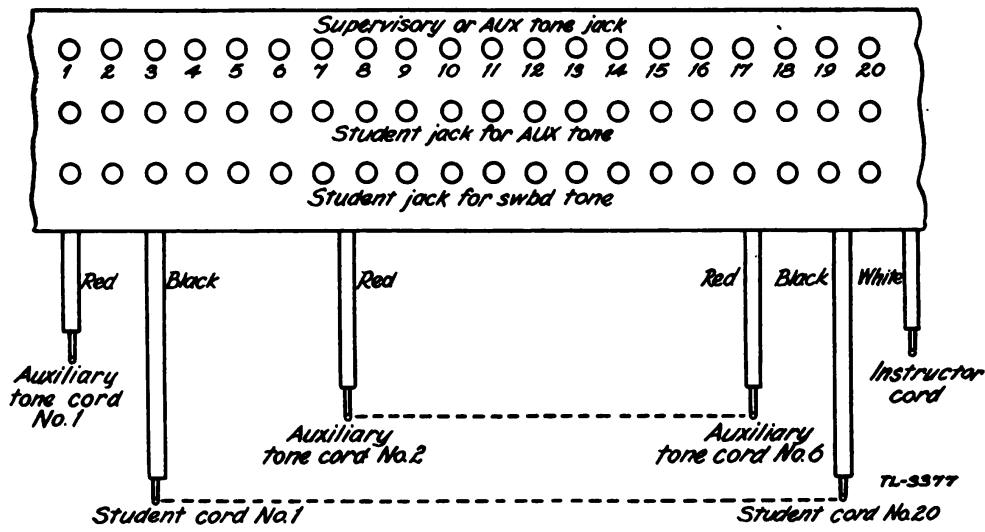 Supervisory or AUX tone jack
1 2 3 4 5 6 7 8 9 10 11 12 13 14 15 16 17 18 19 20
Student jack for AUX tone
Student jack for swbd tone
Red Black Red Red Black White
Auxiliary
tone cord
No.1
Auxiliary
tone cord No.2
Auxiliary
tone cord No.6
Instructor
cord
TL-3377
Student cord No.1
Student cord No.20